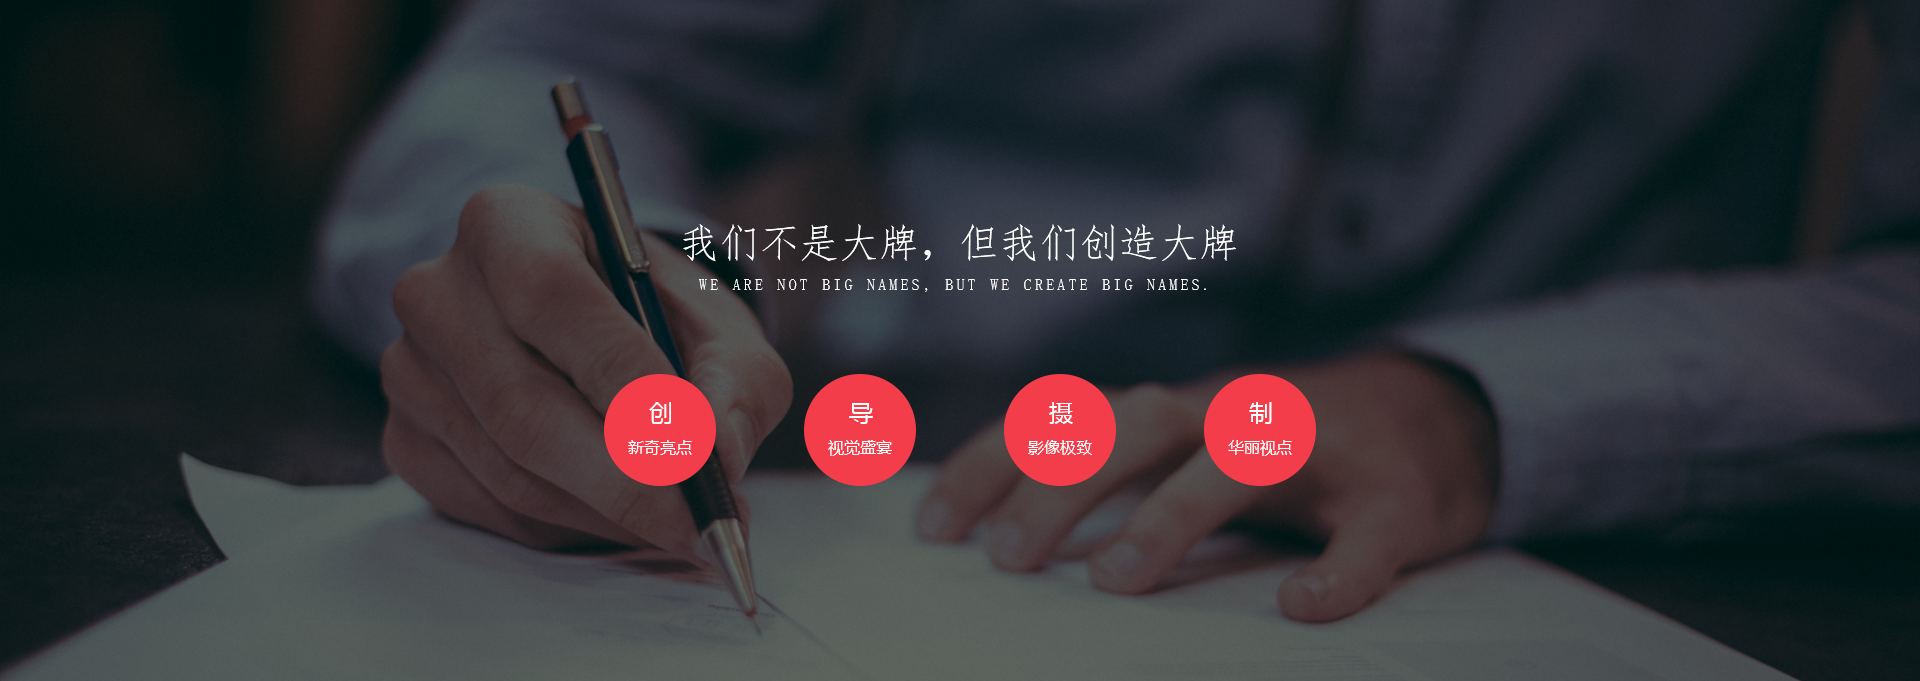 我们不是大牌，但我们创造大牌
WE ARE NOT BIG NAMES, BUT WE CREATE BIG NAMES.
创
新奇亮点
导
视觉盛宴
摄
影像极致
制
华丽视点